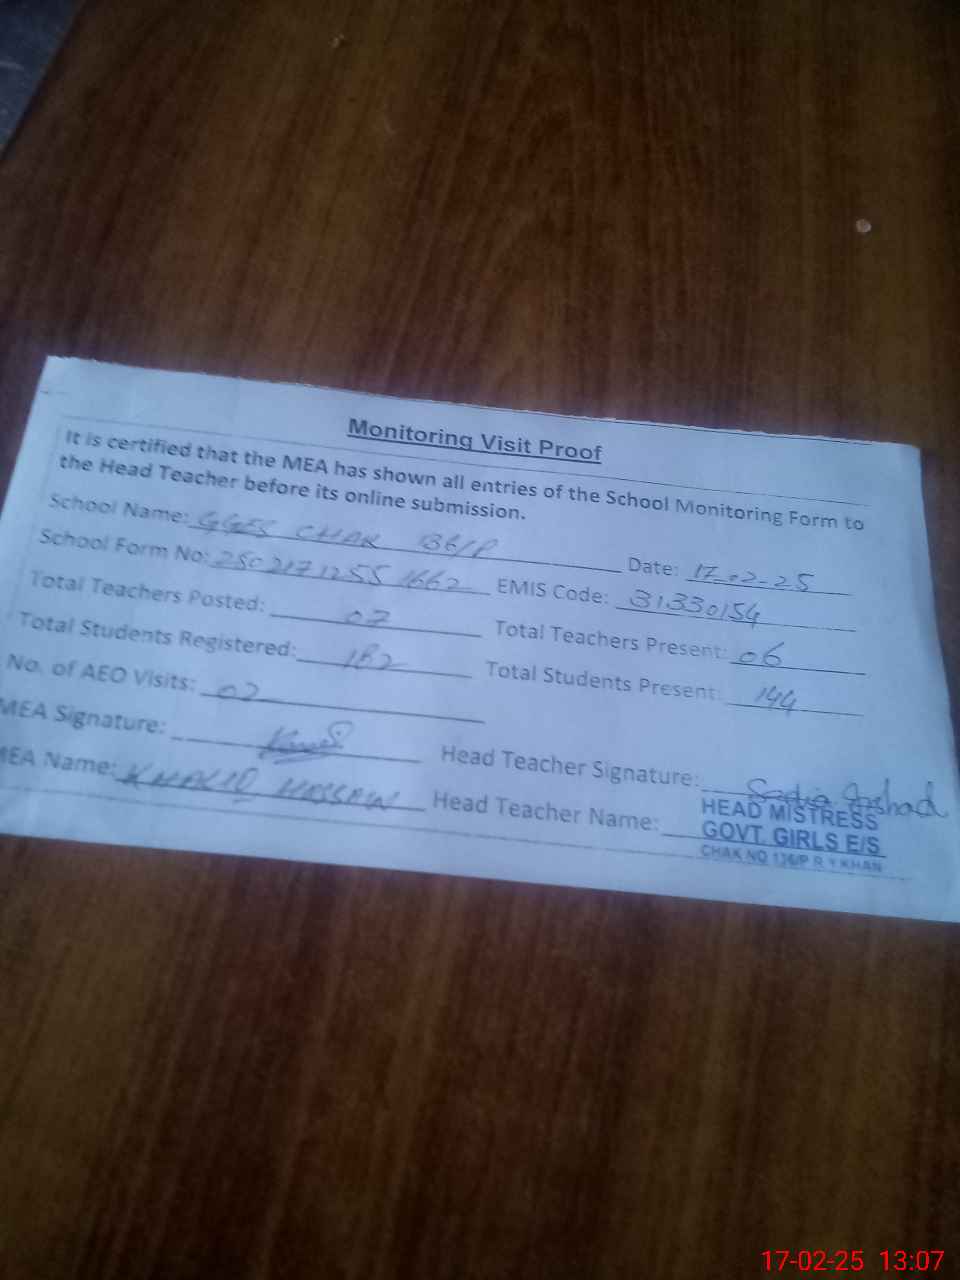 Monitoring Visit Proof
It is certified that the MEA has shown all entries of the School Monitoring Form to
the Head Teacher before its online submission.
School Name: GGES CHAK 136/P Date: 17-02-25
School Form No: 2502171255 1662 EMIS Code: 31330154
Total Teachers Posted: 07 Total Teachers Present: 06
Total Students Registered: 182 Total Students Present: 144
No. of AEO Visits: 02
MEA Signature: Head Teacher Signature: Sadia Arshad
MEA Name: KHALID HASSAN Head Teacher Name:
HEAD MISTRESS
GOVT. GIRLS E/S
CHAK NO 136/P R Y KHAN
17-02-25 13:07